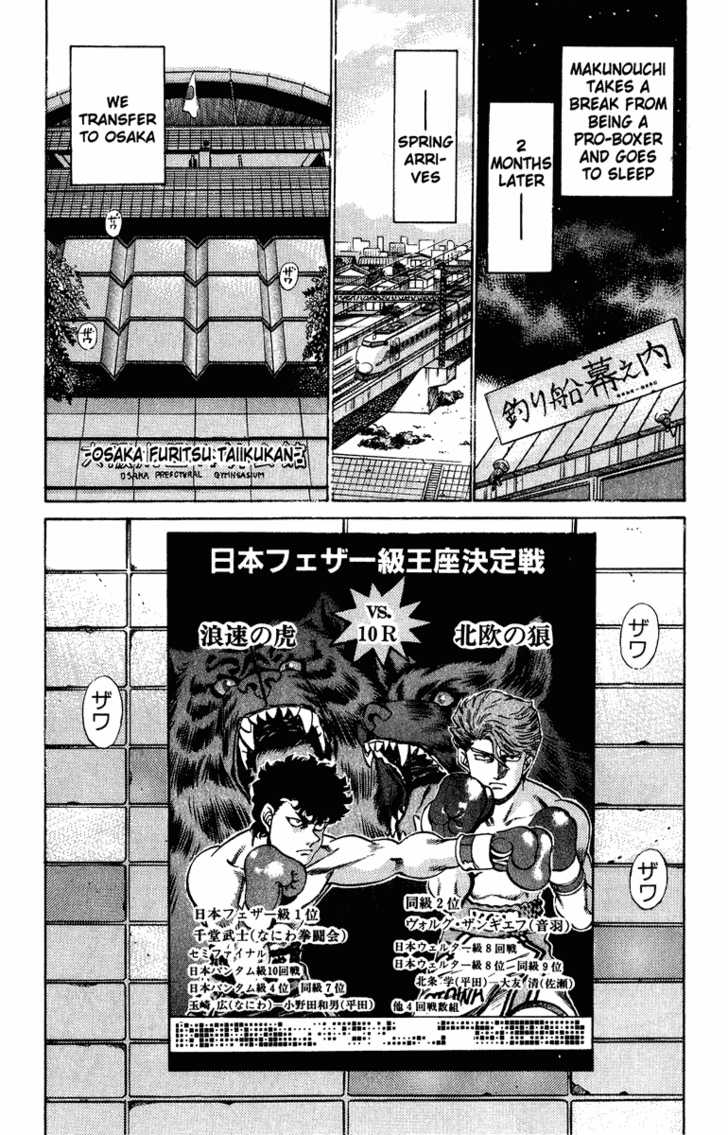 MAKUNOUCHI
TAKES A
BREAK FROM
BEING A
PRO-BOXER
AND GOES
TO SLEEP
2
MONTHS
LATER
釣り船 幕之内
SPRING
ARRI-
VES
WE
TRANSFER
TO OSAKA
ザワ
ザワ
ザワ
-OSAKA FURITSU TAIIKUKAN-
OSAKA PREFECTURAL GYMNASIUM
日本フェザー級王座決定戦
VS.
10R
浪速の虎
北欧の狼
ザワ
ザワ
ザワ
日本フェザー級1位
千堂武士(なにわ拳闘会)
セミファイナル
日本バンタム級10回戦
日本バンタム級4位 同級7位
玉崎 広(なにわ)―小野田和男(平田)
同級2位
ヴォルグ・ザンギエフ(音羽)
日本ウェルター級8回戦
日本ウェルター級8位―同級9位
北条 学(平田)―大友 清(佐瀬)
他4回戦数組